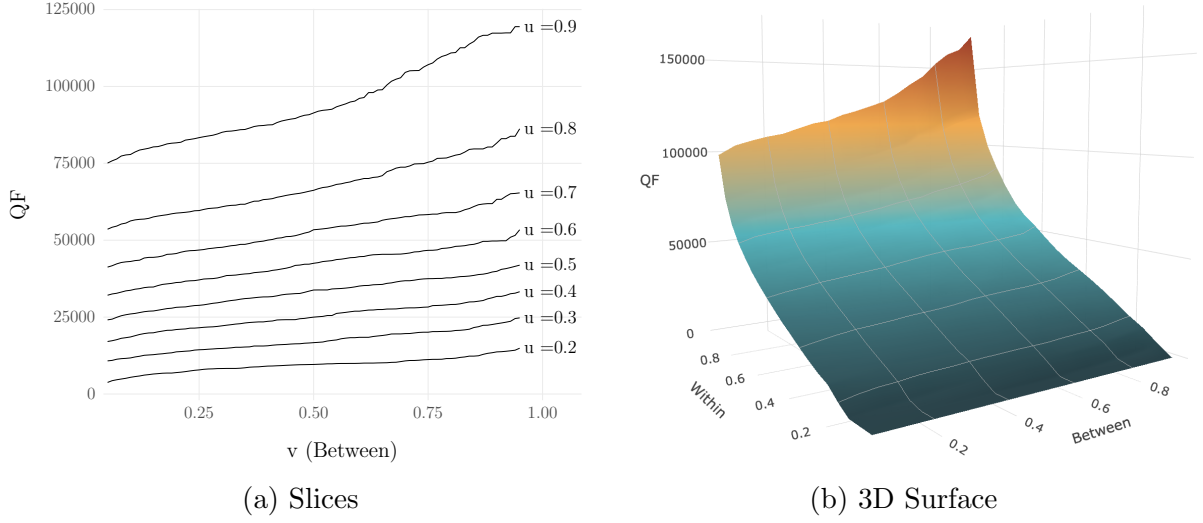 125000
100000
75000
50000
25000
0
QF
u =0.9
u =0.8
u =0.7
u =0.6
u =0.5
u =0.4
u =0.3
u =0.2
0.25
0.50
0.75
1.00
v (Between)
(a) Slices
150000
100000
QF
50000
0
0.8
0.6
0.4
0.2
Within
0.2
0.4
0.6
0.8
Between
(b) 3D Surface